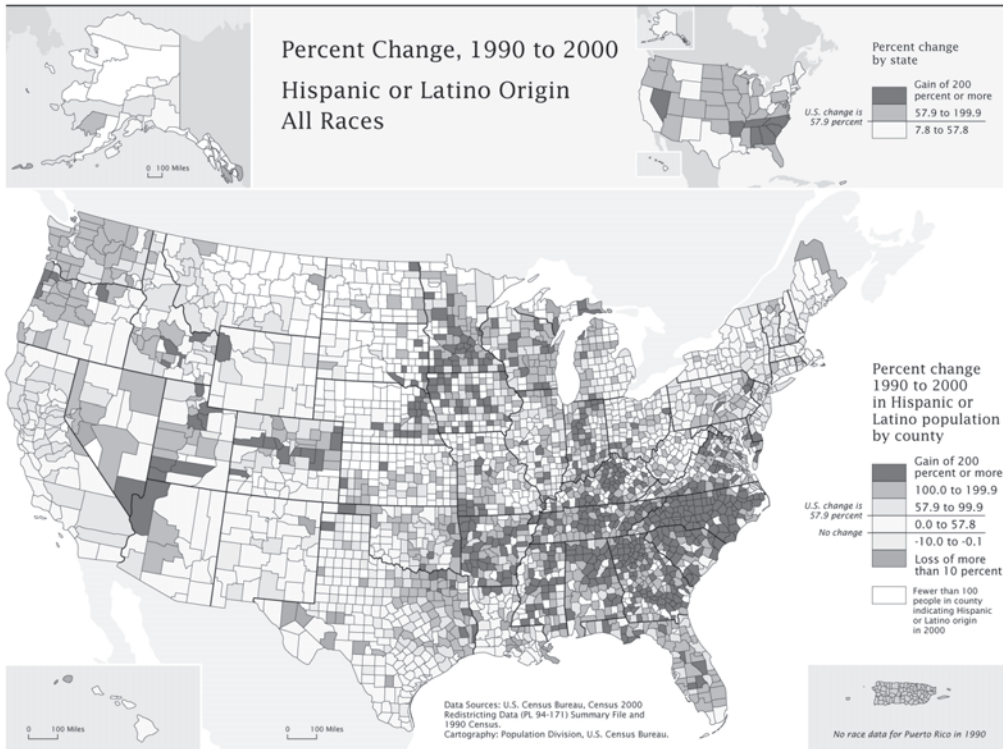 Percent Change, 1990 to 2000
Hispanic or Latino Origin
All Races
0 100 Miles
Percent change
by state
Gain of 200
percent or more
U.S. change is
57.9 percent
57.9 to 199.9
7.8 to 57.8
Percent change
1990 to 2000
in Hispanic or
Latino population
by county
Gain of 200
percent or more
100.0 to 199.9
57.9 to 99.9
U.S. change is
57.9 percent
0.0 to 57.8
No change
-10.0 to -0.1
Loss of more
than 10 percent
Fewer than 100
people in county
indicating Hispanic
or Latino origin
in 2000
0 100 Miles
0 100 Miles
Data Sources: U.S. Census Bureau, Census 2000
Redistricting Data (PL 94-171) Summary File and
1990 Census.
Cartography: Population Division, U.S. Census Bureau.
No race data for Puerto Rico in 1990